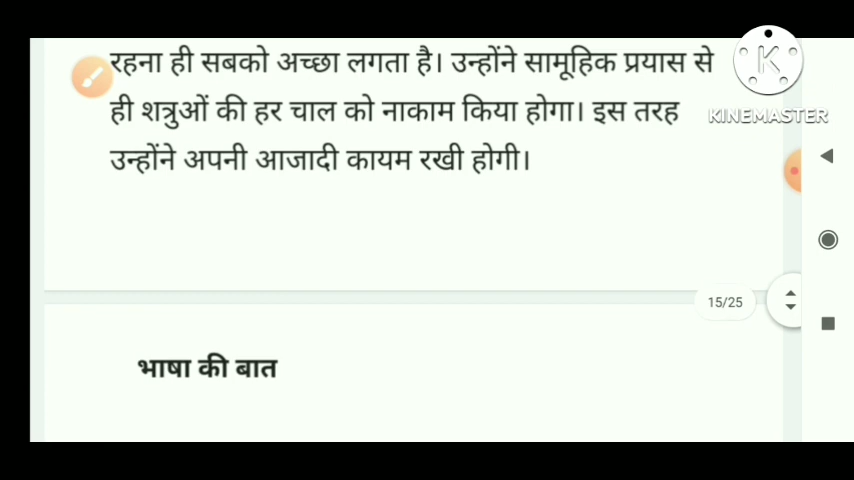 रहना ही सबको अच्छा लगता है। उन्होंने सामूहिक प्रयास से
ही शत्रुओं की हर चाल को नाकाम किया होगा। इस तरह
उन्होंने अपनी आजादी कायम रखी होगी।
K
KINEMASTER
15/25
भाषा की बात